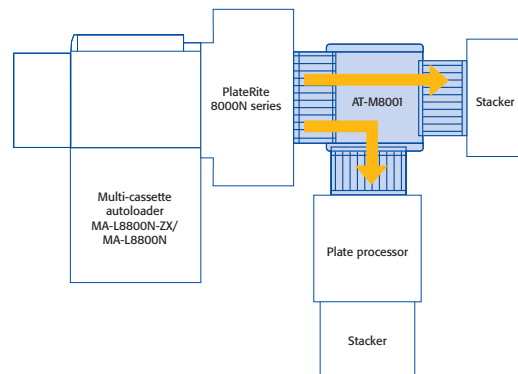 PlateRite
8000N series
AT-M8001
Stacker
Multi-cassette
autoloader
MA-L8800N-ZX/
MA-L8800N
Plate processor
Stacker